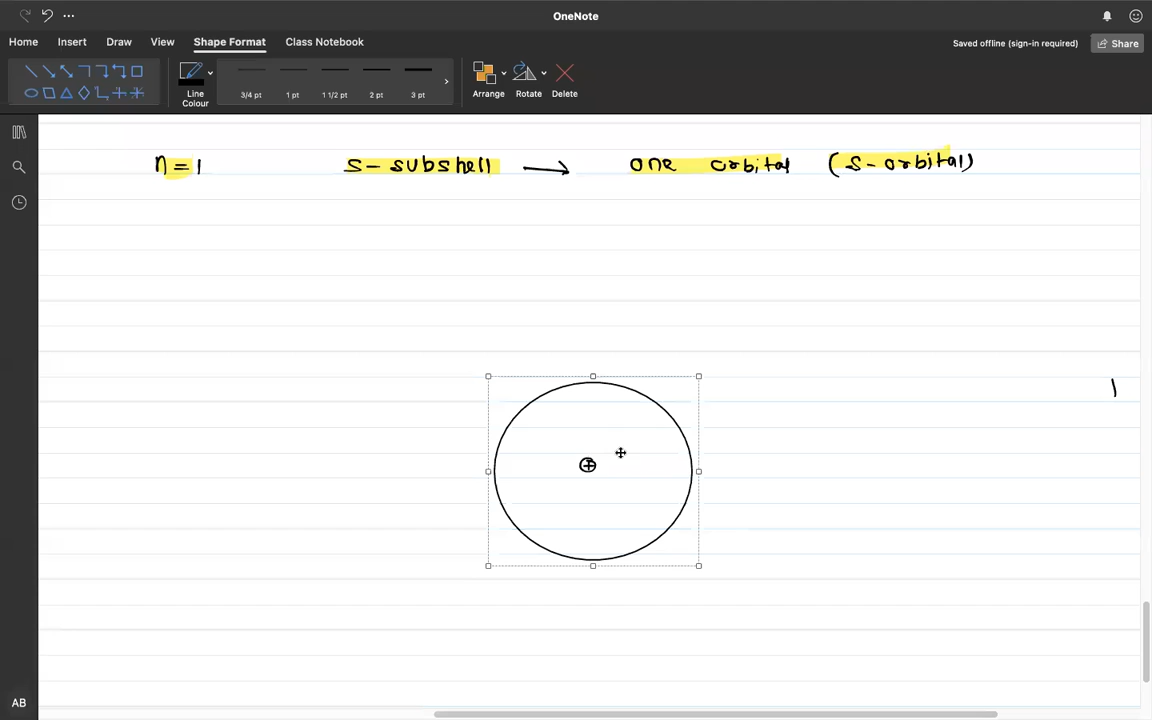 OneNote
Home Insert Draw View Shape Format Class Notebook
Saved offline (sign-in required) Share
Line Colour 3/4 pt 1 pt 1 1/2 pt 2 pt 3 pt Arrange Rotate Delete
n = 1 s - subshell → one orbital (s - orbital)
1
+
AB